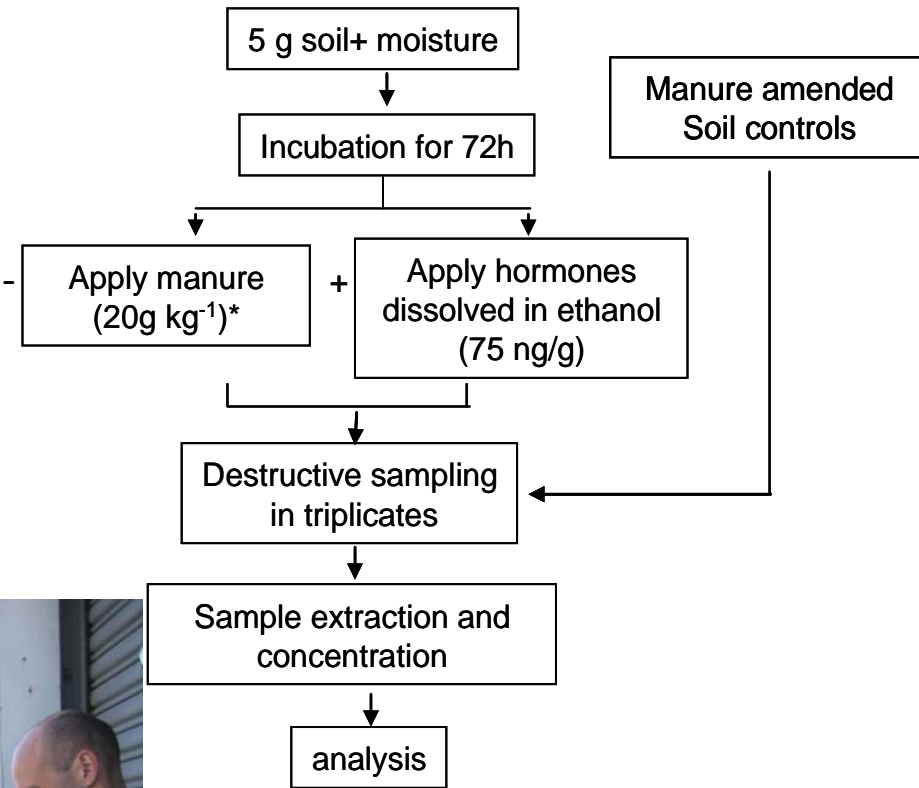 5 g soil+ moisture
Manure amended
Soil controls
Incubation for 72h
- Apply manure
(20g kg⁻¹)*
+ Apply hormones
dissolved in ethanol
(75 ng/g)
Destructive sampling
in triplicates
Sample extraction and
concentration
analysis